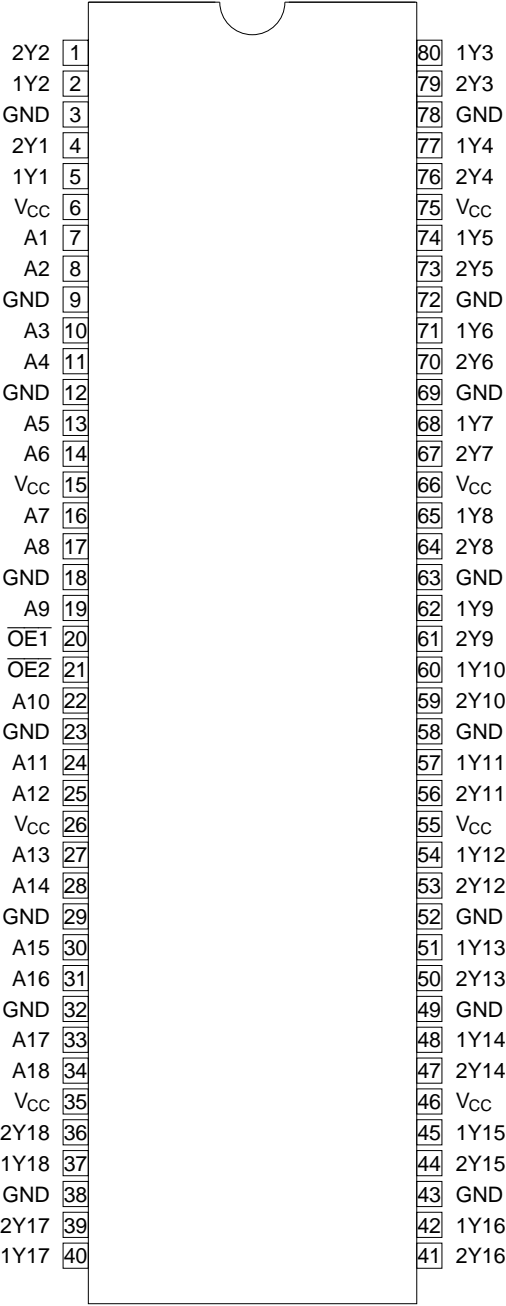 2Y2 1 80 1Y3
1Y2 2 79 2Y3
GND 3 78 GND
2Y1 4 77 1Y4
1Y1 5 76 2Y4
VCC 6 75 VCC
A1 7 74 1Y5
A2 8 73 2Y5
GND 9 72 GND
A3 10 71 1Y6
A4 11 70 2Y6
GND 12 69 GND
A5 13 68 1Y7
A6 14 67 2Y7
VCC 15 66 VCC
A7 16 65 1Y8
A8 17 64 2Y8
GND 18 63 GND
A9 19 62 1Y9
OE1 20 61 2Y9
OE2 21 60 1Y10
A10 22 59 2Y10
GND 23 58 GND
A11 24 57 1Y11
A12 25 56 2Y11
VCC 26 55 VCC
A13 27 54 1Y12
A14 28 53 2Y12
GND 29 52 GND
A15 30 51 1Y13
A16 31 50 2Y13
GND 32 49 GND
A17 33 48 1Y14
A18 34 47 2Y14
VCC 35 46 VCC
2Y18 36 45 1Y15
1Y18 37 44 2Y15
GND 38 43 GND
2Y17 39 42 1Y16
1Y17 40 41 2Y16